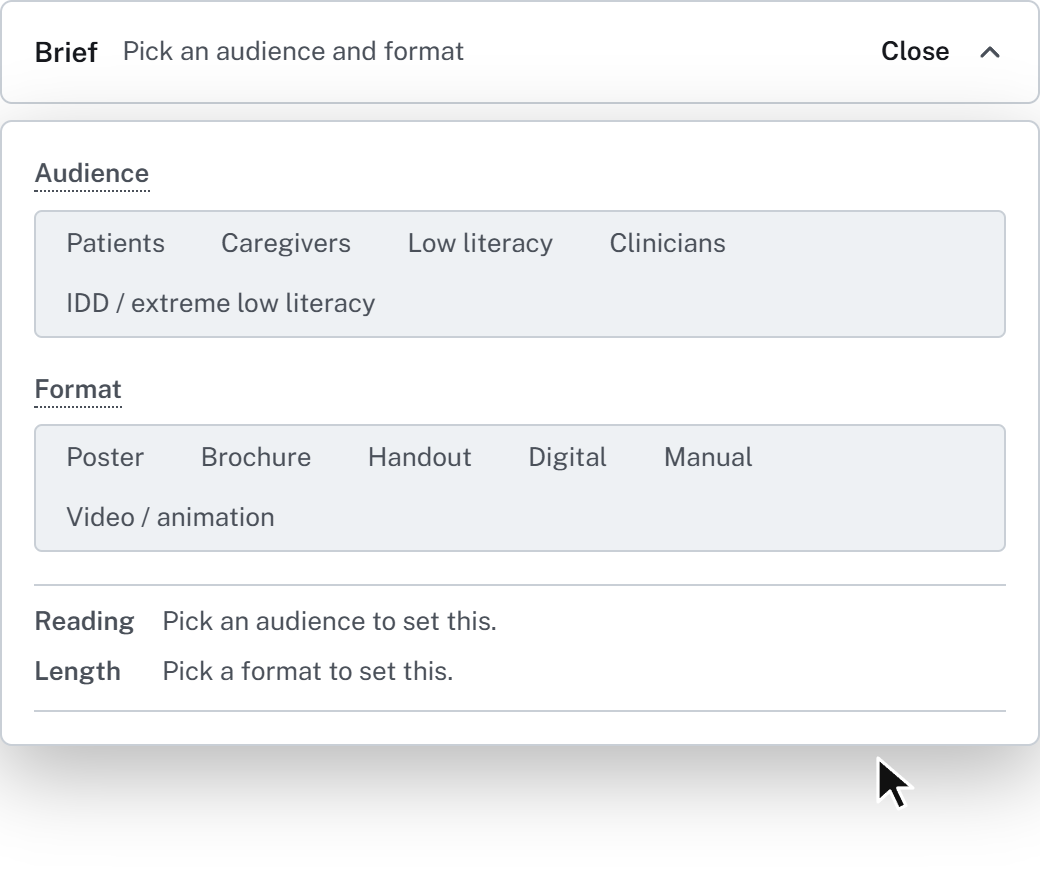 Brief Pick an audience and format Close
Audience
Patients Caregivers Low literacy Clinicians
IDD / extreme low literacy
Format
Poster Brochure Handout Digital Manual
Video / animation
Reading Pick an audience to set this.
Length Pick a format to set this.